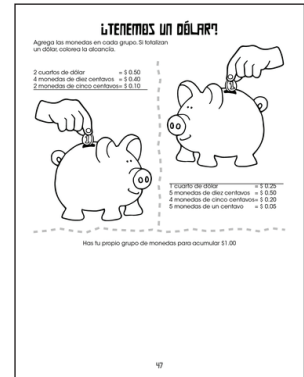 ¿TENEMOS UN DÓLAR?
Agrega las monedas en cada grupo. Si totalizan
un dólar, colorea la alcancía.
2 cuartos de dólar = $ 0.50
4 monedas de diez centavos = $ 0.40
2 monedas de cinco centavos= $ 0.10
1 cuarto de dólar = $ 0.25
5 monedas de diez centavos = $ 0.50
4 monedas de cinco centavos= $ 0.20
5 monedas de un centavo = $ 0.05
Has tu propio grupo de monedas para acumular $1.00
47